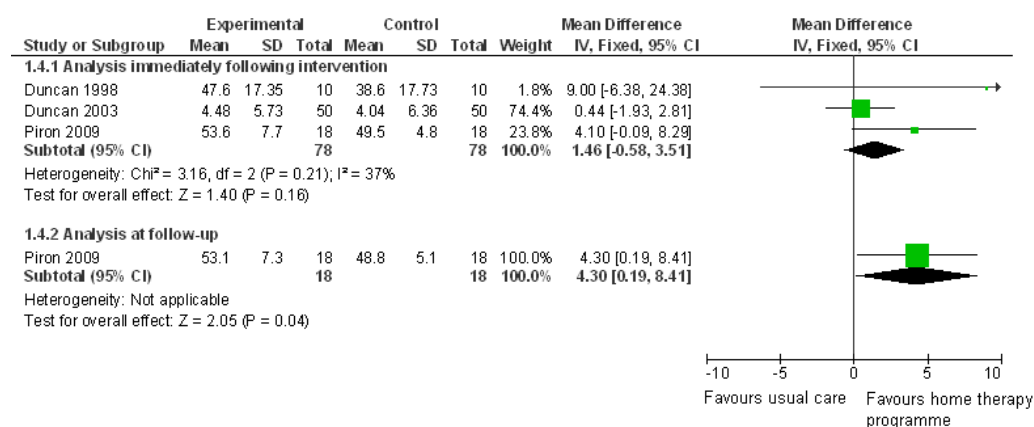 Experimental Control Mean Difference Mean Difference
Study or Subgroup Mean SD Total Mean SD Total Weight IV, Fixed, 95% CI IV, Fixed, 95% CI
1.4.1 Analysis immediately following intervention
Duncan 1998 47.6 17.35 10 38.6 17.73 10 1.8% 9.00 [-6.38, 24.38]
Duncan 2003 4.48 5.73 50 4.04 6.36 50 74.4% 0.44 [-1.93, 2.81]
Piron 2009 53.6 7.7 18 49.5 4.8 18 23.8% 4.10 [-0.09, 8.29]
Subtotal (95% CI) 78 78 100.0% 1.46 [-0.58, 3.51]
Heterogeneity: Chi² = 3.16, df = 2 (P = 0.21); I² = 37%
Test for overall effect: Z = 1.40 (P = 0.16)
1.4.2 Analysis at follow-up
Piron 2009 53.1 7.3 18 48.8 5.1 18 100.0% 4.30 [0.19, 8.41]
Subtotal (95% CI) 18 18 100.0% 4.30 [0.19, 8.41]
Heterogeneity: Not applicable
Test for overall effect: Z = 2.05 (P = 0.04)
-10 -5 0 5 10
Favours usual care Favours home therapy
programme